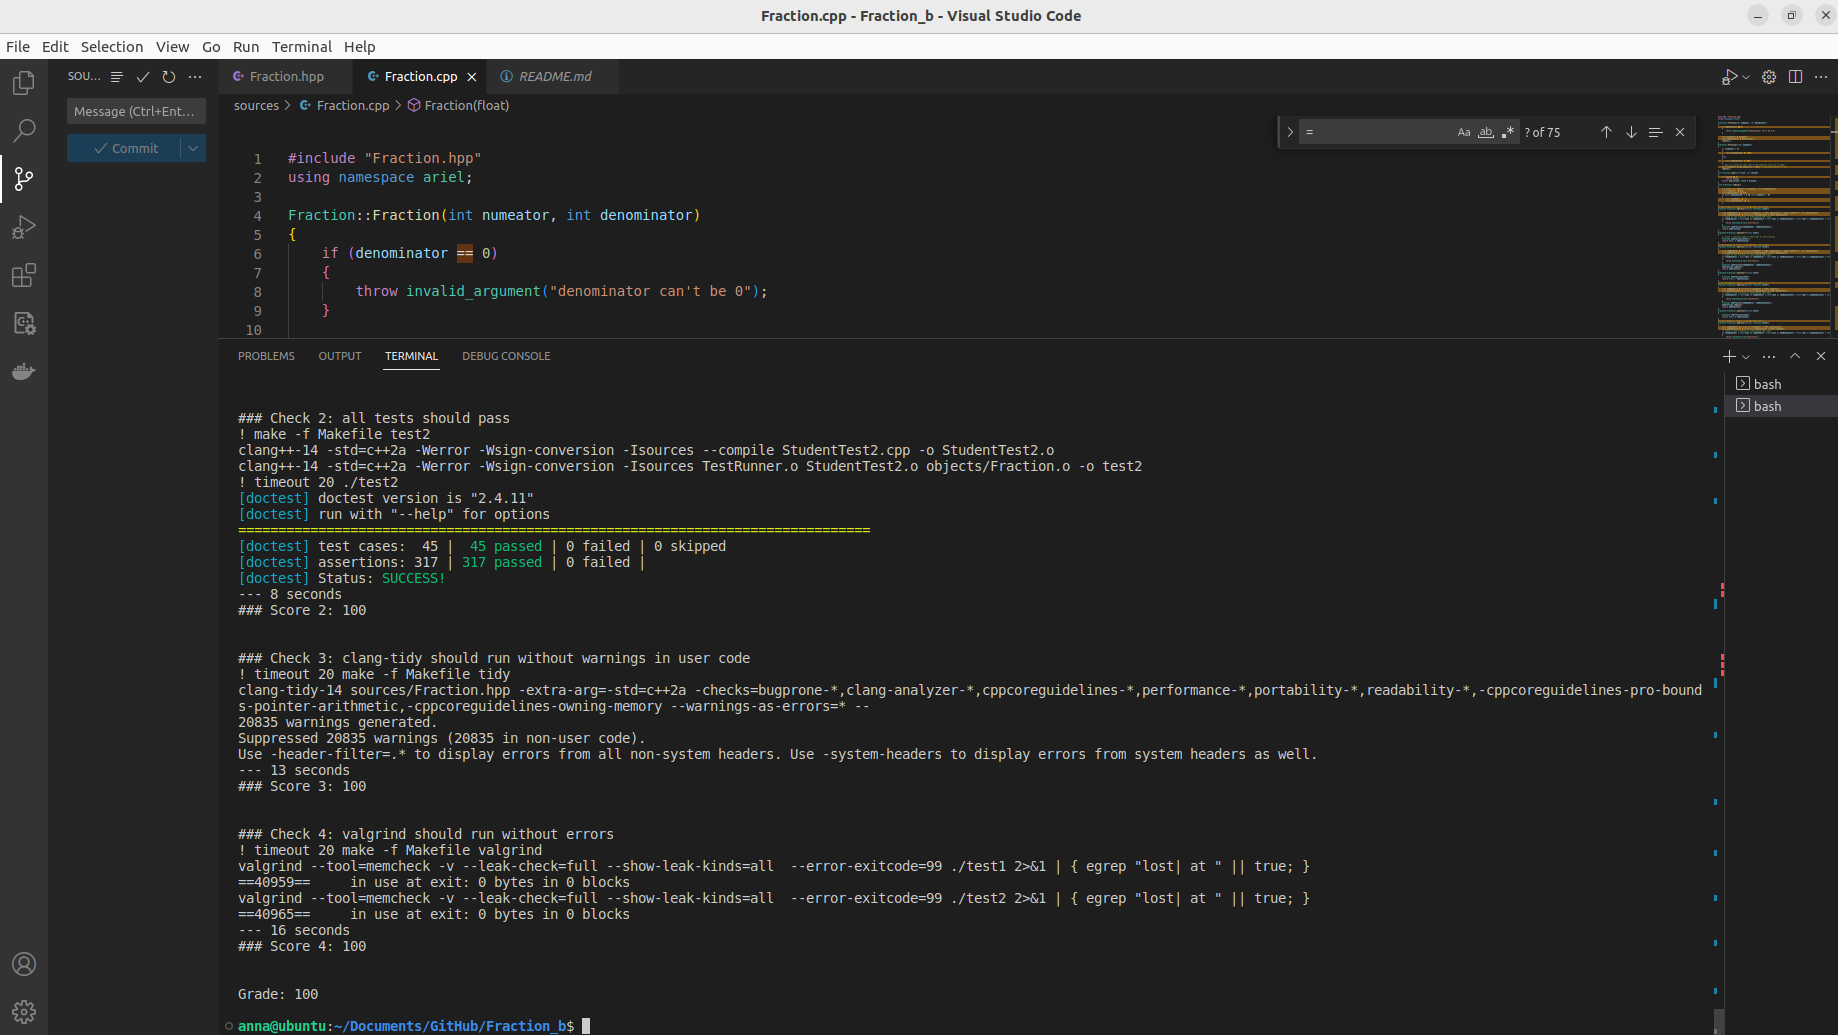 Fraction.cpp - Fraction_b - Visual Studio Code
File Edit Selection View Go Run Terminal Help
SOU...
Fraction.hpp
Fraction.cpp
README.md
Message (Ctrl+Ent...
Commit
sources > Fraction.cpp > Fraction(float)
=
Aa ab .*
? of 75
1 #include "Fraction.hpp"
2 using namespace ariel;
3
4 Fraction::Fraction(int numeator, int denominator)
5 {
6 if (denominator == 0)
7 {
8 throw invalid_argument("denominator can't be 0");
9 }
10
PROBLEMS OUTPUT TERMINAL DEBUG CONSOLE
bash
bash
### Check 2: all tests should pass
! make -f Makefile test2
clang++-14 -std=c++2a -Werror -Wsign-conversion -Isources --compile StudentTest2.cpp -o StudentTest2.o
clang++-14 -std=c++2a -Werror -Wsign-conversion -Isources TestRunner.o StudentTest2.o objects/Fraction.o -o test2
! timeout 20 ./test2
[doctest] doctest version is "2.4.11"
[doctest] run with "--help" for options
===============================================================================
[doctest] test cases:  45 |  45 passed | 0 failed | 0 skipped
[doctest] assertions: 317 | 317 passed | 0 failed |
[doctest] Status: SUCCESS!
--- 8 seconds
### Score 2: 100
### Check 3: clang-tidy should run without warnings in user code
! timeout 20 make -f Makefile tidy
clang-tidy-14 sources/Fraction.hpp -extra-arg=-std=c++2a -checks=bugprone-*,clang-analyzer-*,cppcoreguidelines-*,performance-*,portability-*,readability-*,-cppcoreguidelines-pro-bound
s-pointer-arithmetic,-cppcoreguidelines-owning-memory --warnings-as-errors=* --
20835 warnings generated.
Suppressed 20835 warnings (20835 in non-user code).
Use -header-filter=.* to display errors from all non-system headers. Use -system-headers to display errors from system headers as well.
--- 13 seconds
### Score 3: 100
### Check 4: valgrind should run without errors
! timeout 20 make -f Makefile valgrind
valgrind --tool=memcheck -v --leak-check=full --show-leak-kinds=all  --error-exitcode=99 ./test1 2>&1 | { egrep "lost| at " || true; }
==40959==     in use at exit: 0 bytes in 0 blocks
valgrind --tool=memcheck -v --leak-check=full --show-leak-kinds=all  --error-exitcode=99 ./test2 2>&1 | { egrep "lost| at " || true; }
==40965==     in use at exit: 0 bytes in 0 blocks
--- 16 seconds
### Score 4: 100
Grade: 100
anna@ubuntu:~/Documents/GitHub/Fraction_b$